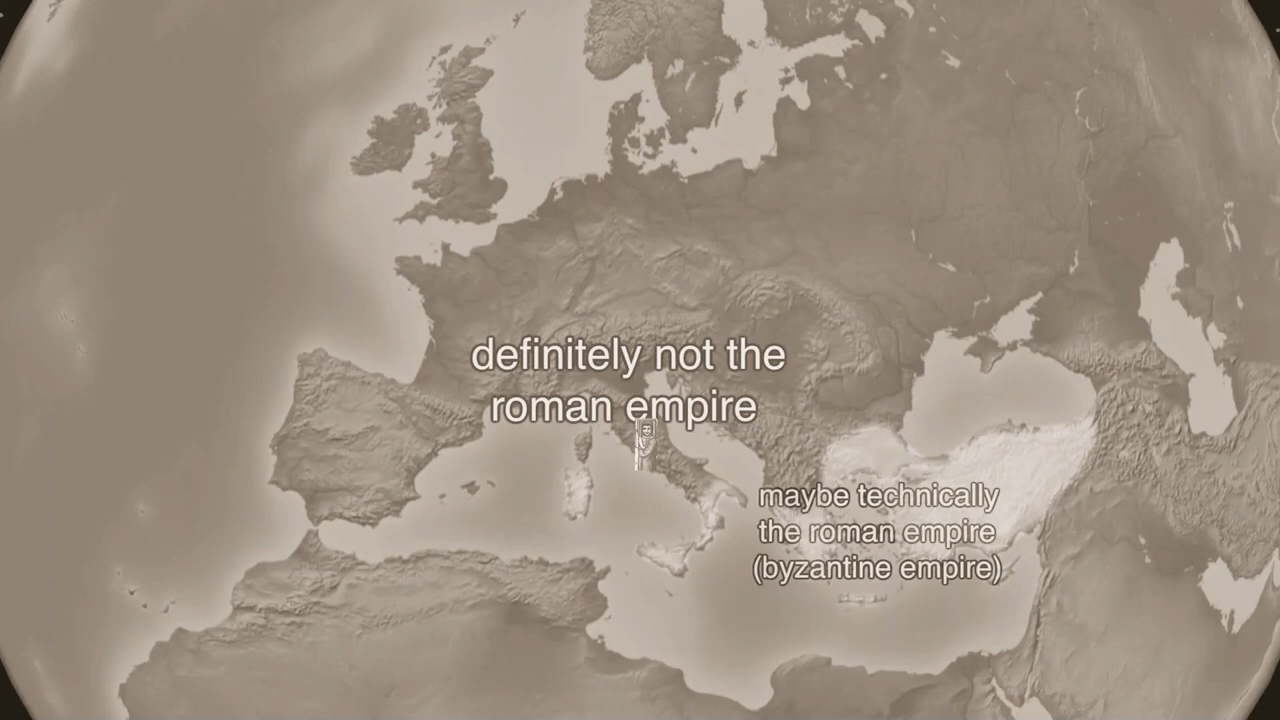 definitely not the
roman empire
maybe technically
the roman empire
(byzantine empire)